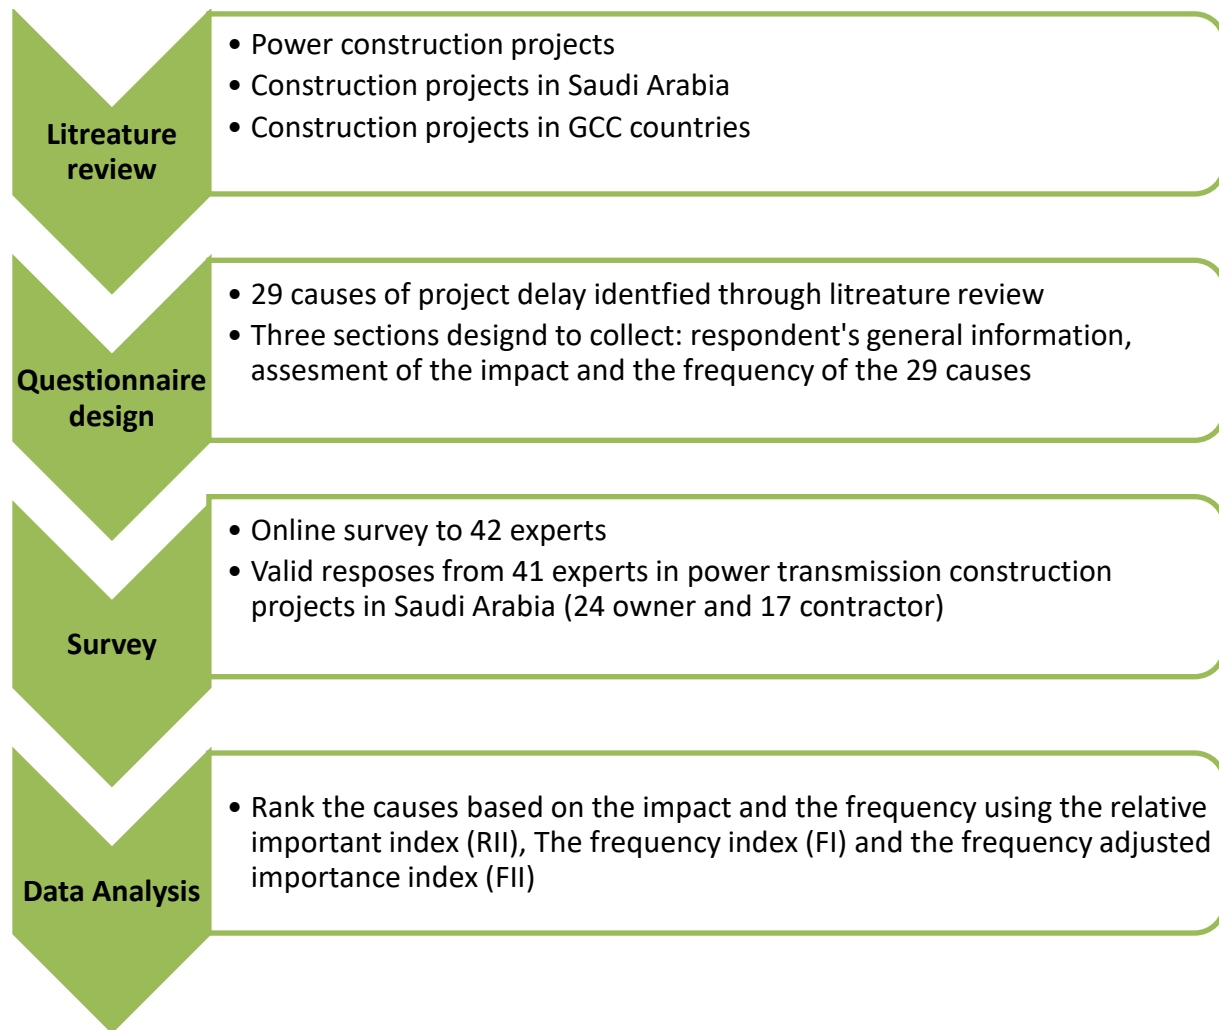 Litreature
review
• Power construction projects
• Construction projects in Saudi Arabia
• Construction projects in GCC countries
Questionnaire
design
• 29 causes of project delay identfied through litreature review
• Three sections designd to collect: respondent's general information,
assesment of the impact and the frequency of the 29 causes
Survey
• Online survey to 42 experts
• Valid resposes from 41 experts in power transmission construction
projects in Saudi Arabia (24 owner and 17 contractor)
Data Analysis
• Rank the causes based on the impact and the frequency using the relative
important index (RII), The frequency index (FI) and the frequency adjusted
importance index (FII)